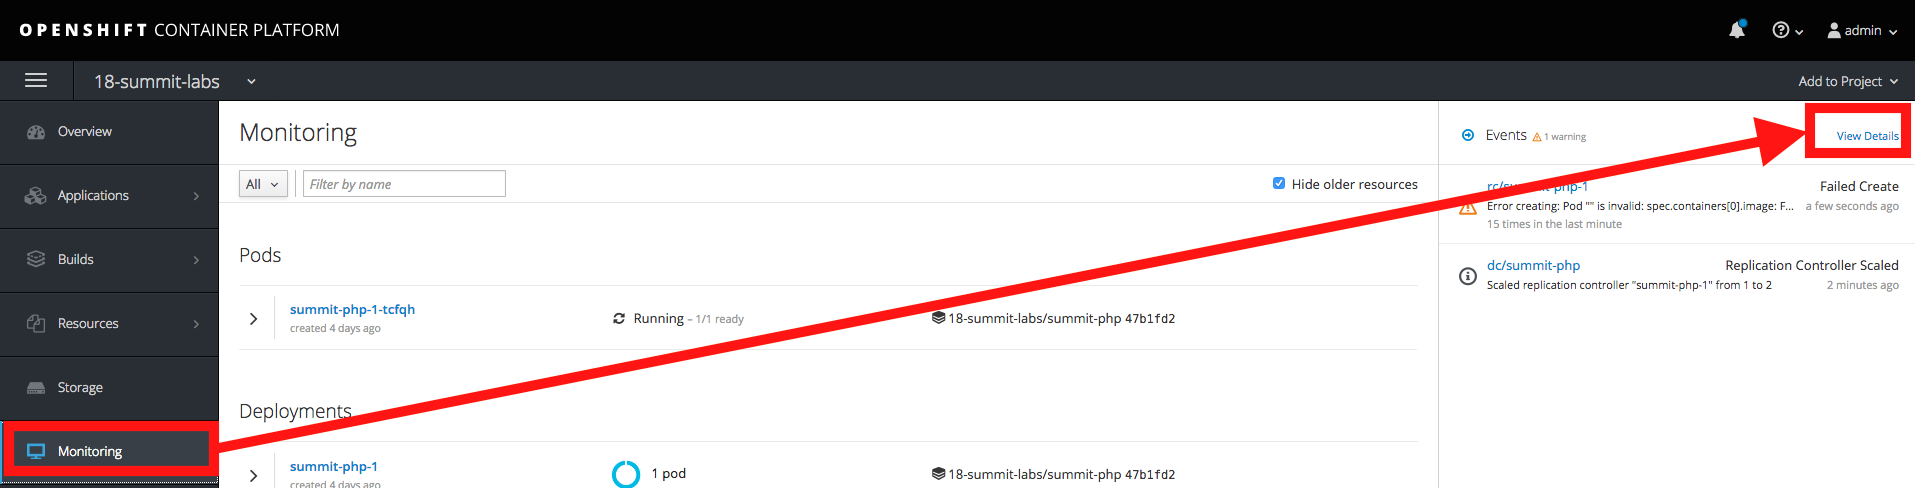 OPENSHIFT CONTAINER PLATFORM
admin
18-summit-labs
Add to Project
Overview
Applications
Builds
Resources
Storage
Monitoring
Monitoring
All
Filter by name
Hide older resources
Pods
summit-php-1-tcfqh
created 4 days ago
Running – 1/1 ready
18-summit-labs/summit-php 47b1fd2
Deployments
summit-php-1
created 4 days ago
1 pod
18-summit-labs/summit-php 47b1fd2
Events 1 warning
View Details
rc/summit-php-1
Failed Create
Error creating: Pod "" is invalid: spec.containers[0].image: F...
a few seconds ago
15 times in the last minute
dc/summit-php
Replication Controller Scaled
Scaled replication controller "summit-php-1" from 1 to 2
2 minutes ago